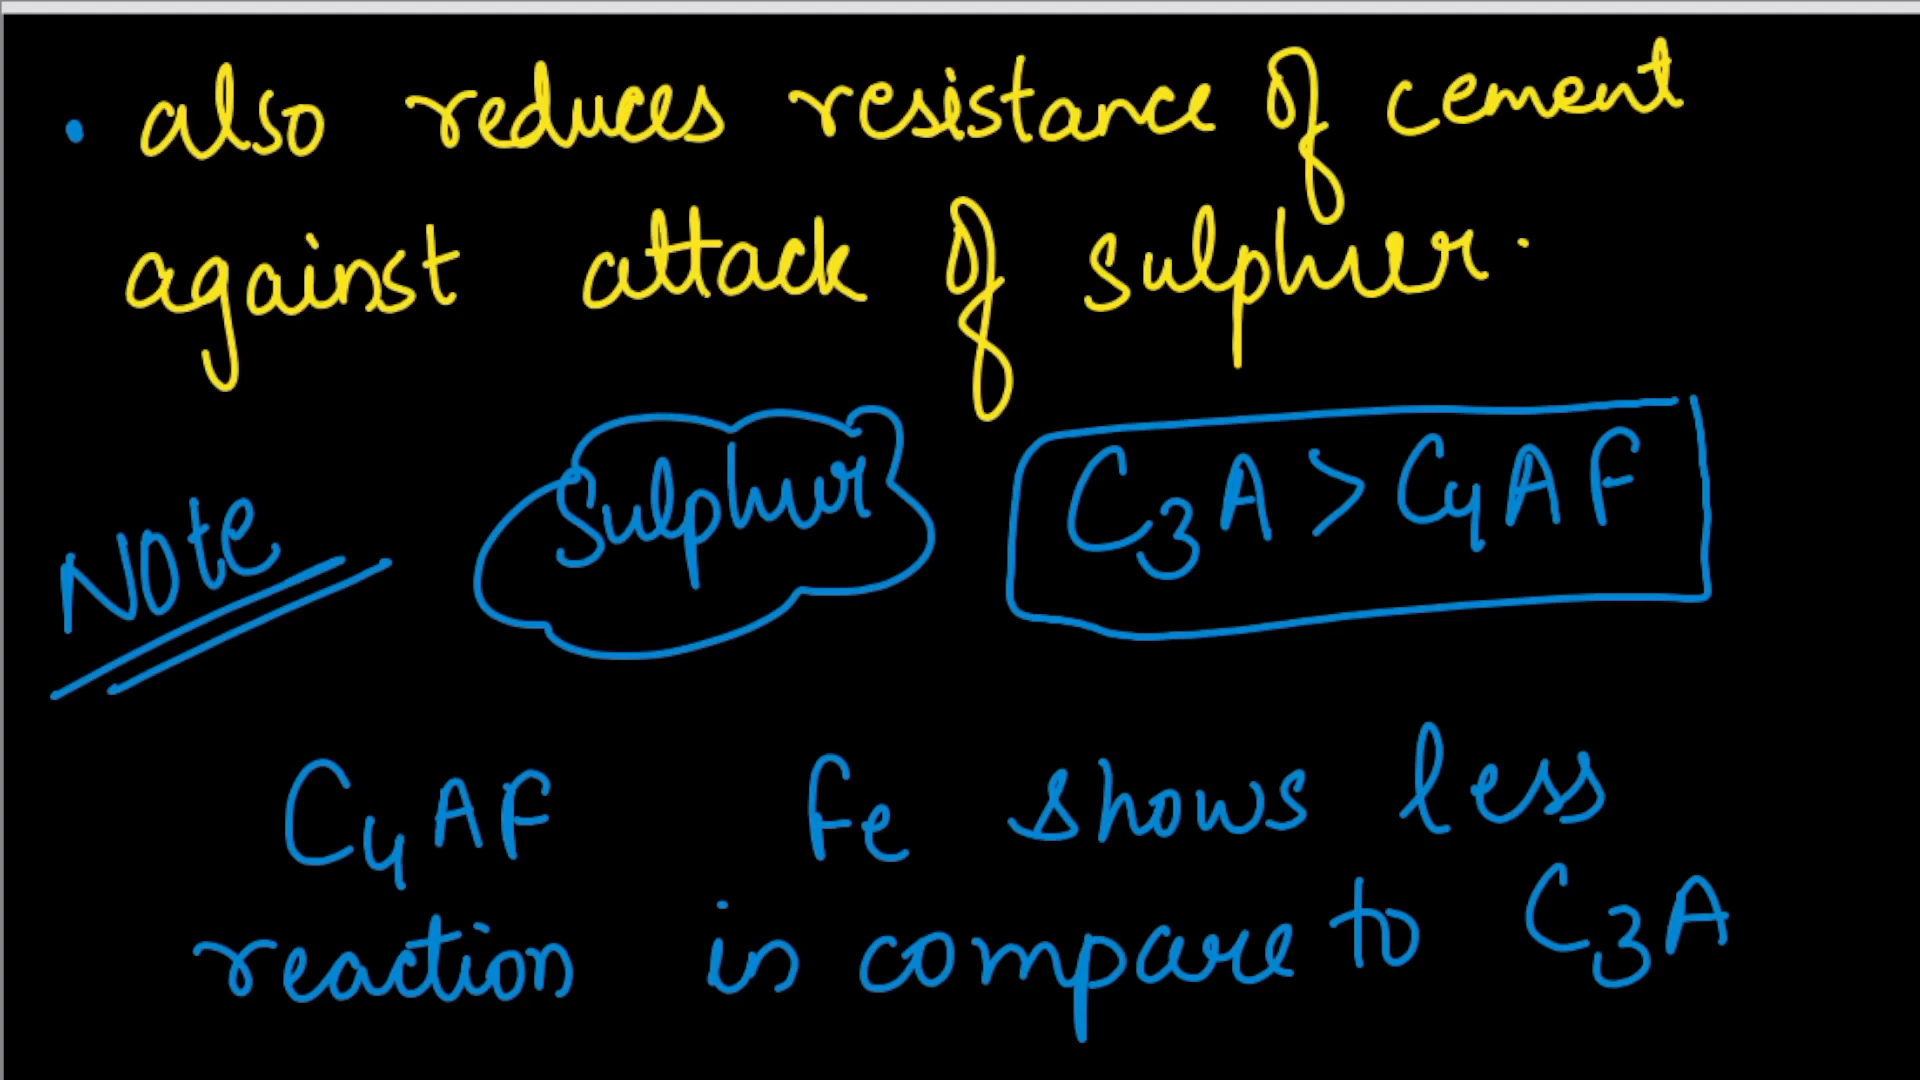 • also reduces resistance of cement
against attack of sulphur.
Note Sulphur C3A > C4AF
C4AF Fe shows less
reaction in compare to C3A